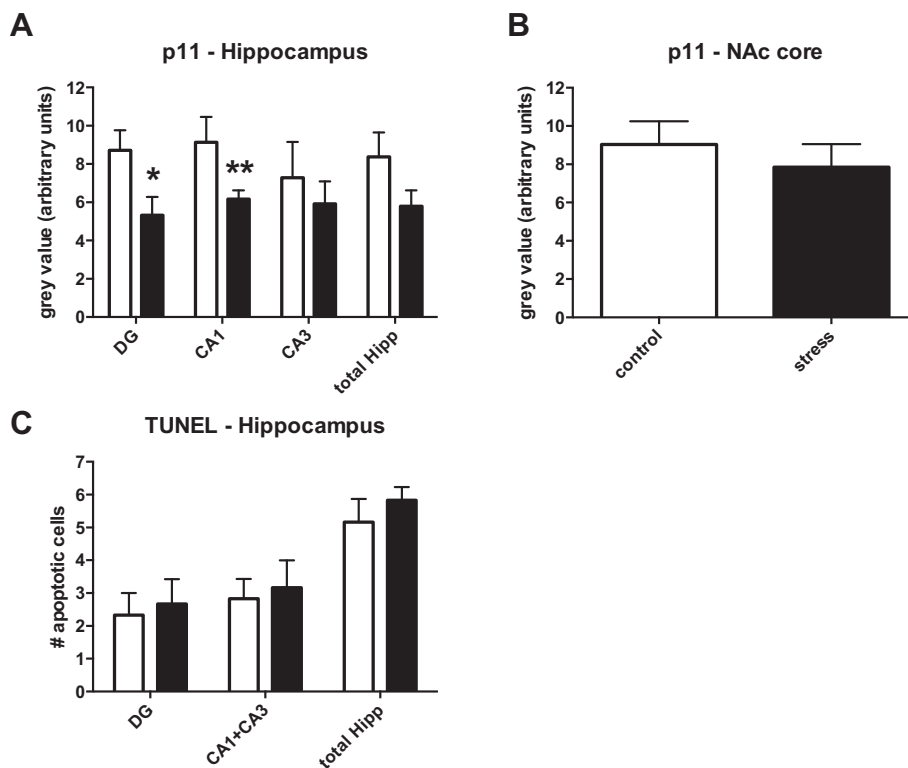 A
p11 - Hippocampus
grey value (arbitrary units)
12
10
8
6
4
2
0
*
**
DG
CA1
CA3
total Hipp
B
p11 - NAc core
grey value (arbitrary units)
12
10
8
6
4
2
0
control
stress
C
TUNEL - Hippocampus
# apoptotic cells
7
6
5
4
3
2
1
0
DG
CA1+CA3
total Hipp